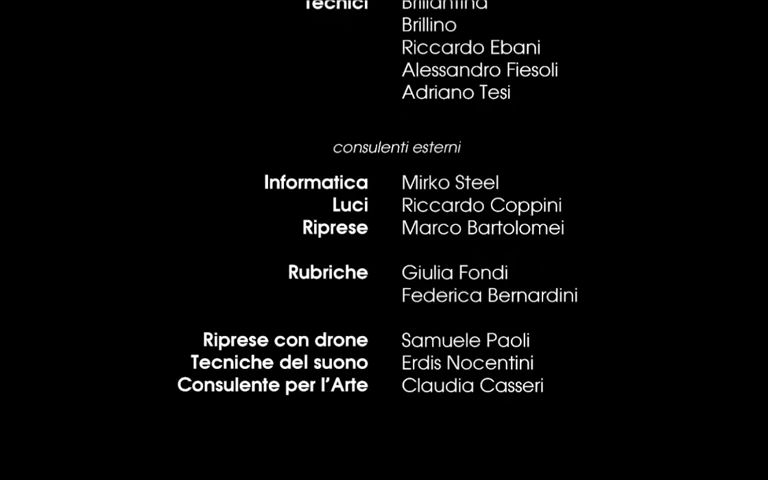 Tecnici Brillantina
Brillino
Riccardo Ebani
Alessandro Fiesoli
Adriano Tesi
consulenti esterni
Informatica Mirko Steel
Luci Riccardo Coppini
Riprese Marco Bartolomei
Rubriche Giulia Fondi
Federica Bernardini
Riprese con drone Samuele Paoli
Tecniche del suono Erdis Nocentini
Consulente per l'Arte Claudia Casseri